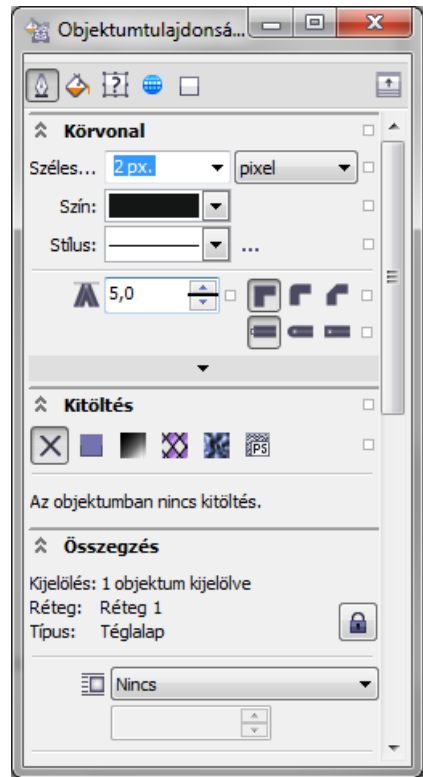 Objektumtulajdonsá...
?
Körvonal
Széles... 2 px. pixel
Szín:
Stílus: ...
5,0
Kitöltés
PS
Az objektumban nincs kitöltés.
Összegzés
Kijelölés: 1 objektum kijelölve
Réteg: Réteg 1
Típus: Téglalap
Nincs